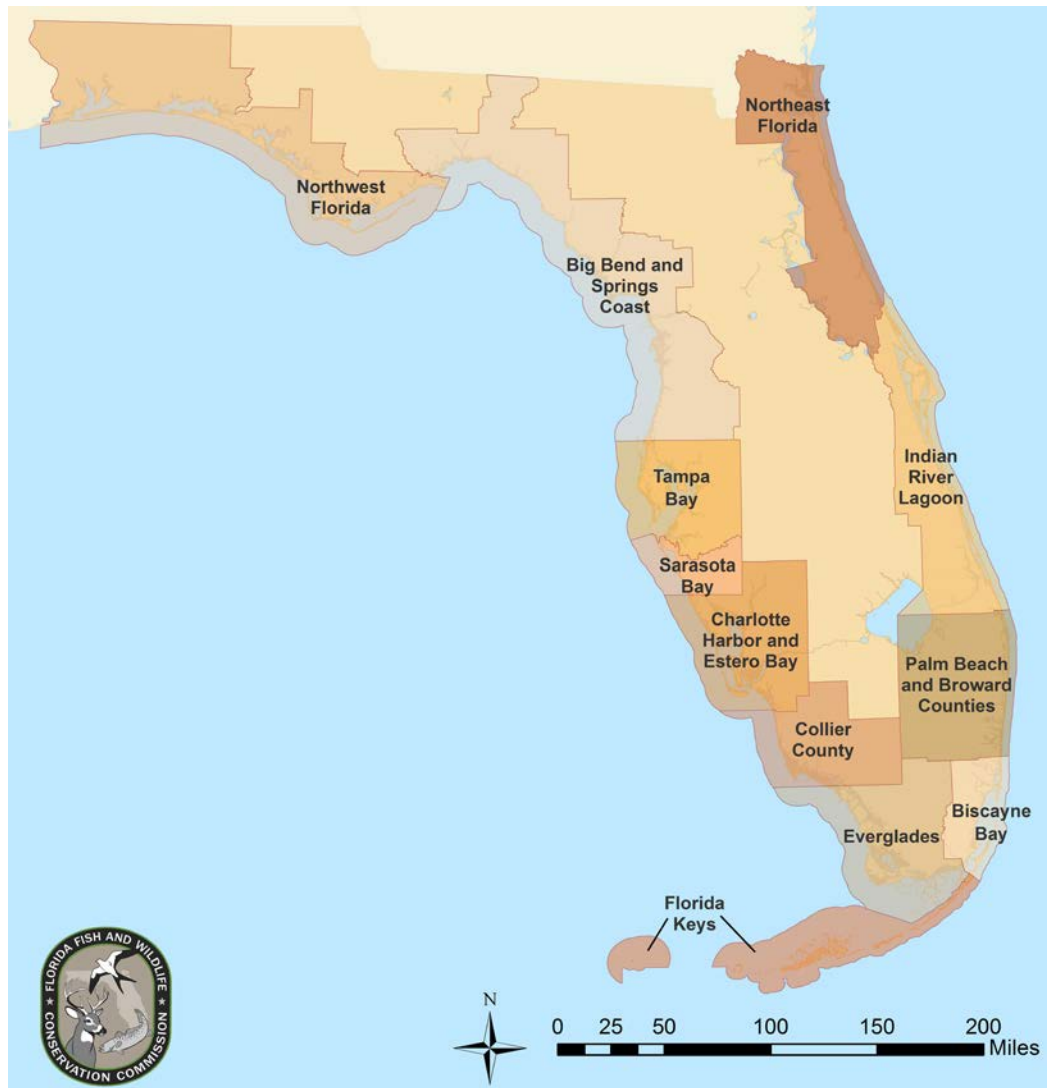 Northeast
Florida
Northwest
Florida
Big Bend and
Springs
Coast
Indian
River
Lagoon
Tampa
Bay
Sarasota
Bay
Charlotte
Harbor and
Estero Bay
Palm Beach
and Broward
Counties
Collier
County
Biscayne
Bay
Everglades
Florida
Keys
FLORIDA FISH AND WILDLIFE
CONSERVATION COMMISSION
N
0 25 50 100 150 200
Miles